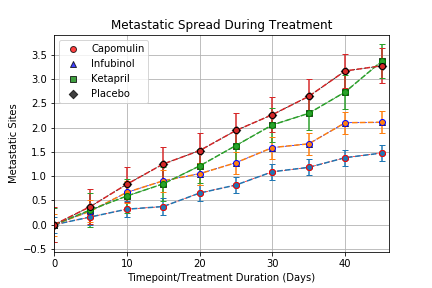 Metastatic Spread During Treatment
Capomulin
Infubinol
Ketapril
Placebo
Metastatic Sites
3.5
3.0
2.5
2.0
1.5
1.0
0.5
0.0
−0.5
0 10 20 30 40
Timepoint/Treatment Duration (Days)